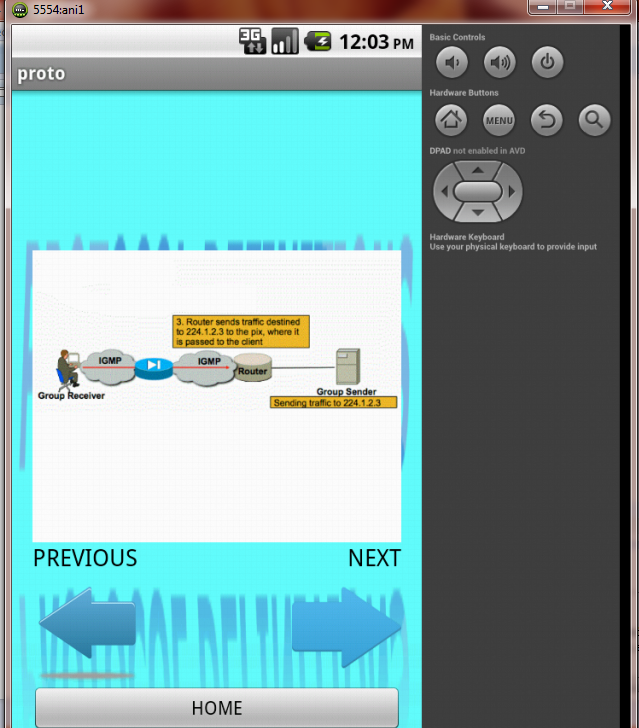 5554:ani1
3G
12:03 PM
proto
3. Router sends traffic destined
to 224.1.2.3 to the pix, where it
is passed to the client
IGMP
IGMP
Router
Group Receiver
Group Sender
Sending traffic to 224.1.2.3
PREVIOUS
NEXT
HOME
Basic Controls
Hardware Buttons
MENU
DPAD not enabled in AVD
Hardware Keyboard
Use your physical keyboard to provide input